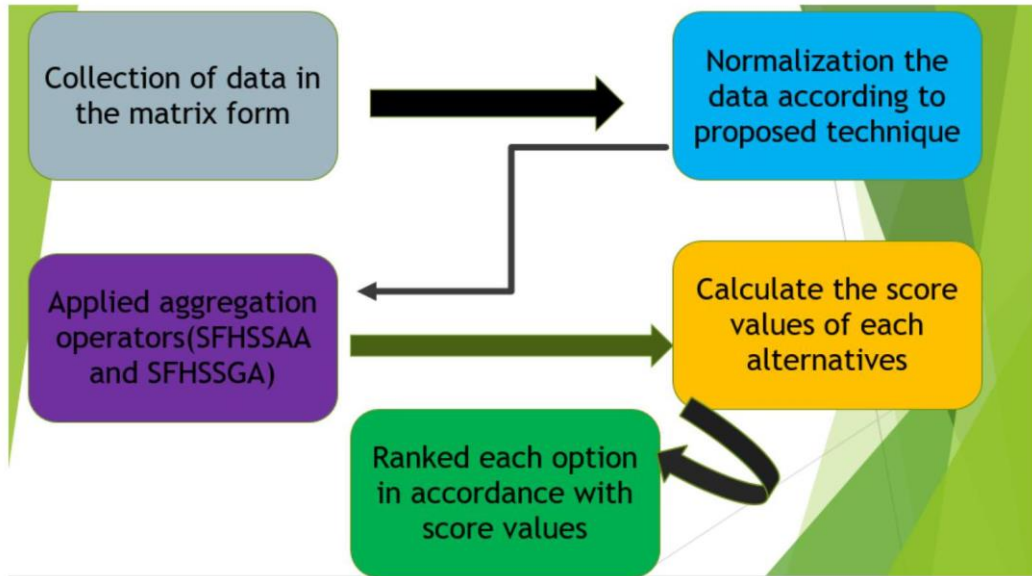 Collection of data in
the matrix form
Normalization the
data according to
proposed technique
Applied aggregation
operators(SFHSSAA
and SFHSSGA)
Calculate the score
values of each
alternatives
Ranked each option
in accordance with
score values